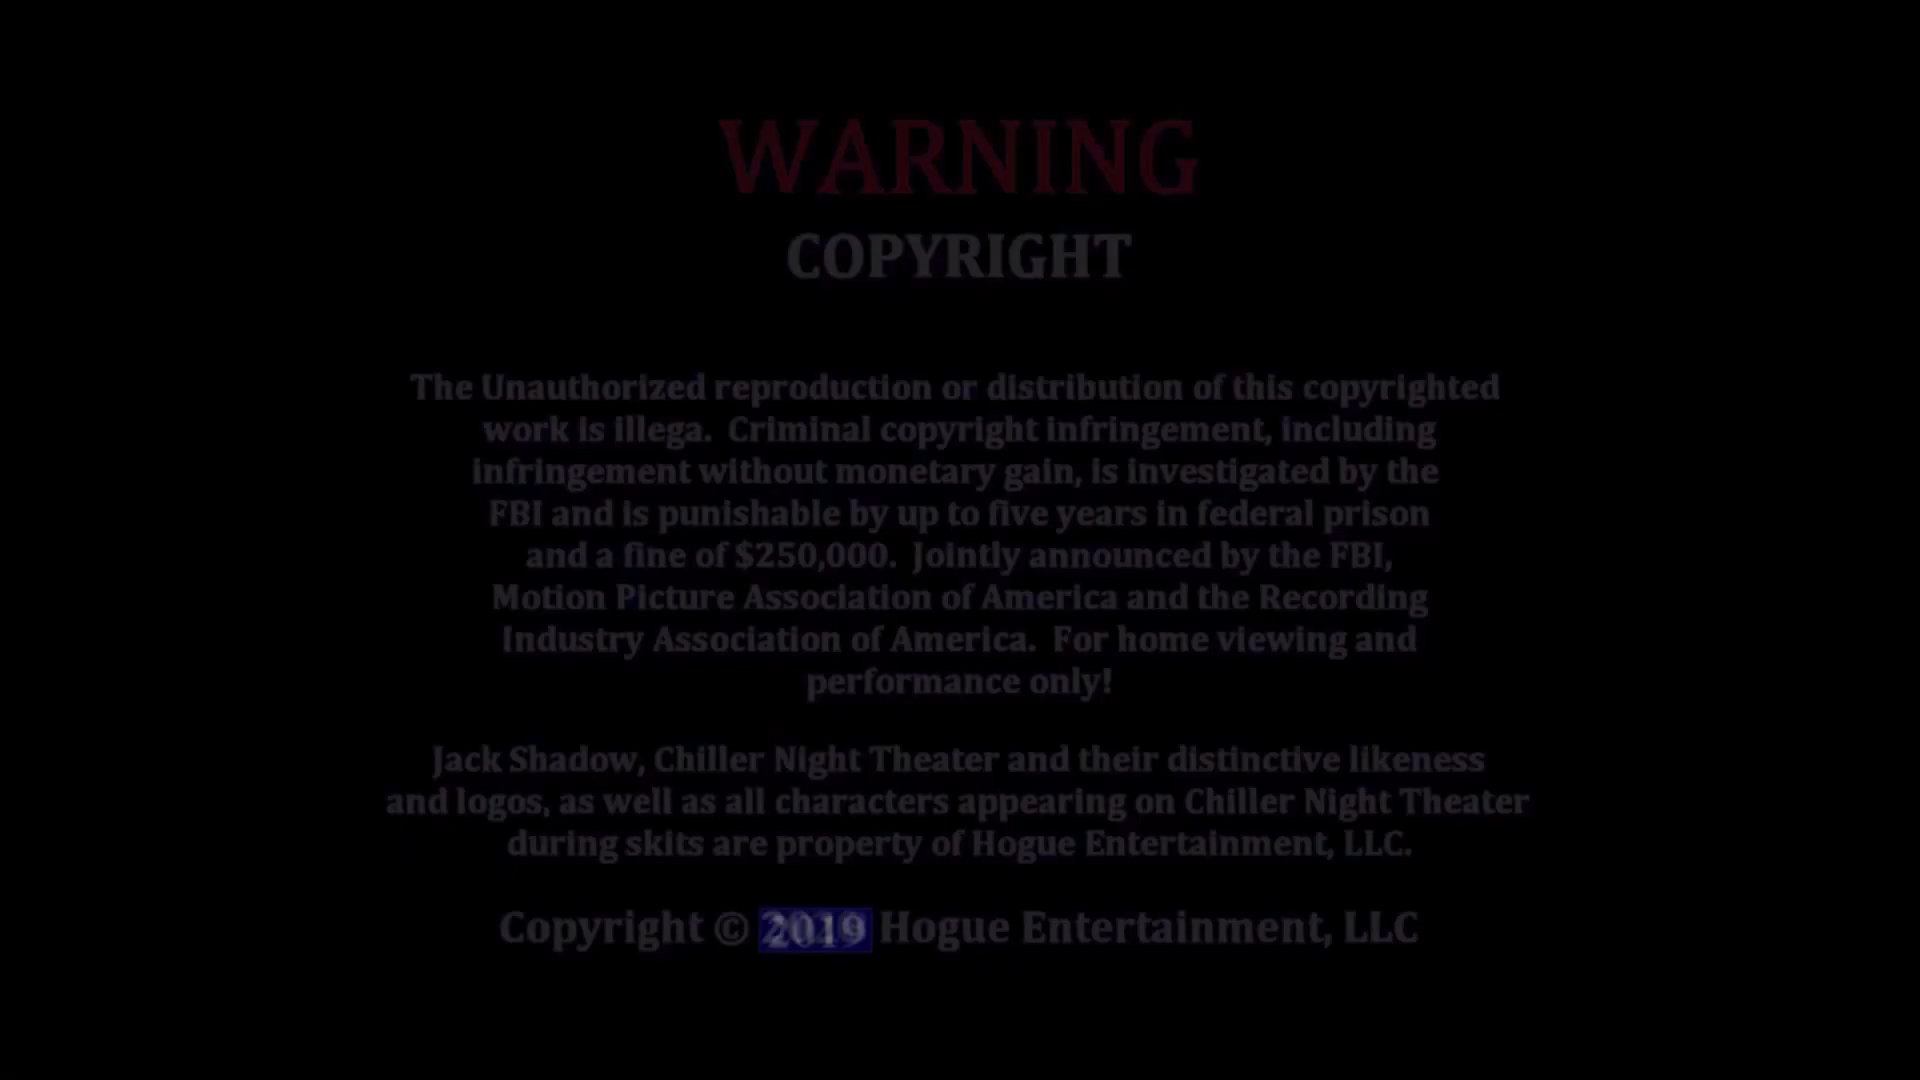 WARNING
COPYRIGHT
The Unauthorized reproduction or distribution of this copyrighted
work is illega.  Criminal copyright infringement, including
infringement without monetary gain, is investigated by the
FBI and is punishable by up to five years in federal prison
and a fine of $250,000.  Jointly announced by the FBI,
Motion Picture Association of America and the Recording
Industry Association of America.  For home viewing and
performance only!
Jack Shadow, Chiller Night Theater and their distinctive likeness
and logos, as well as all characters appearing on Chiller Night Theater
during skits are property of Hogue Entertainment, LLC.
Copyright © 2019 Hogue Entertainment, LLC